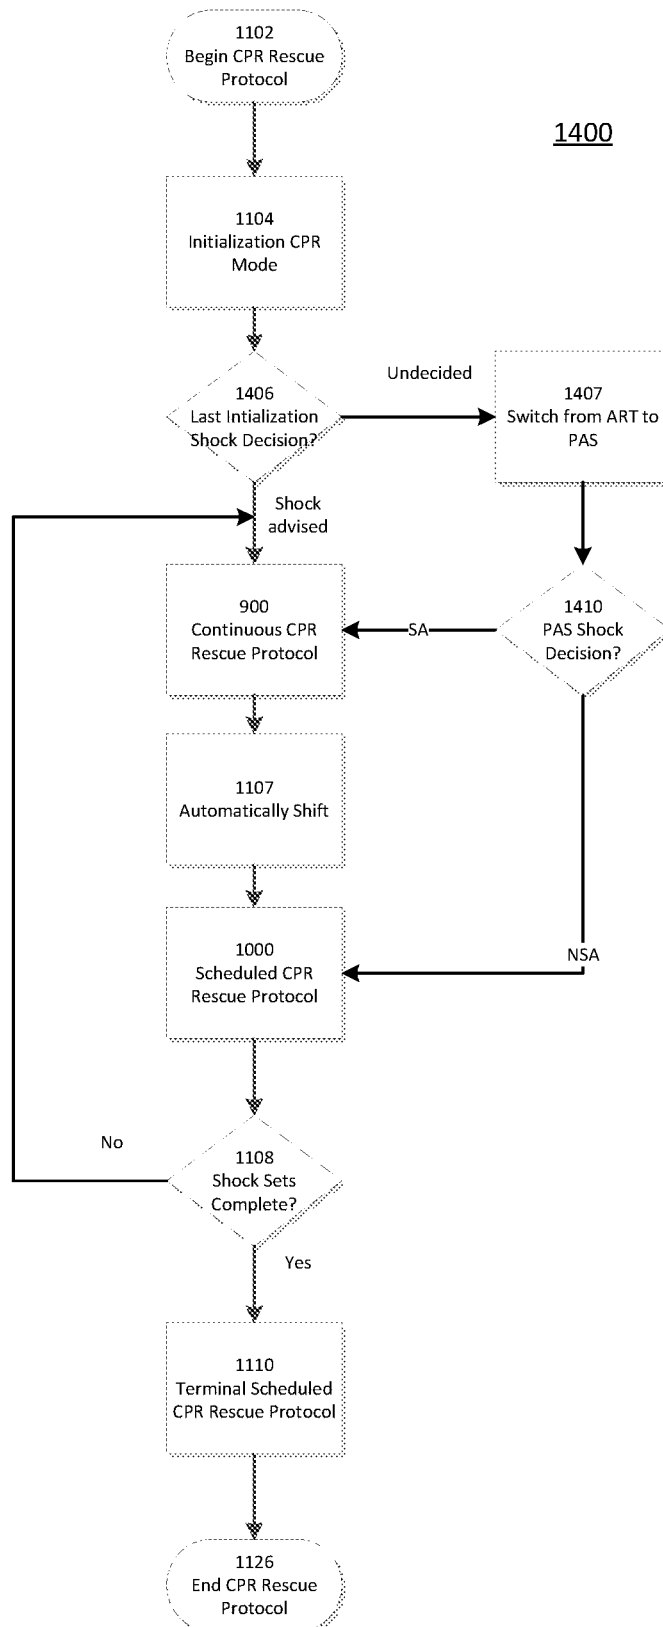 1102
Begin CPR Rescue
Protocol
1400
1104
Initialization CPR
Mode
Undecided
1406
Last Intialization
Shock Decision?
1407
Switch from ART to
PAS
Shock
advised
900
Continuous CPR
Rescue Protocol
SA
1410
PAS Shock
Decision?
1107
Automatically Shift
1000
Scheduled CPR
Rescue Protocol
NSA
No
1108
Shock Sets
Complete?
Yes
1110
Terminal Scheduled
CPR Rescue Protocol
1126
End CPR Rescue
Protocol